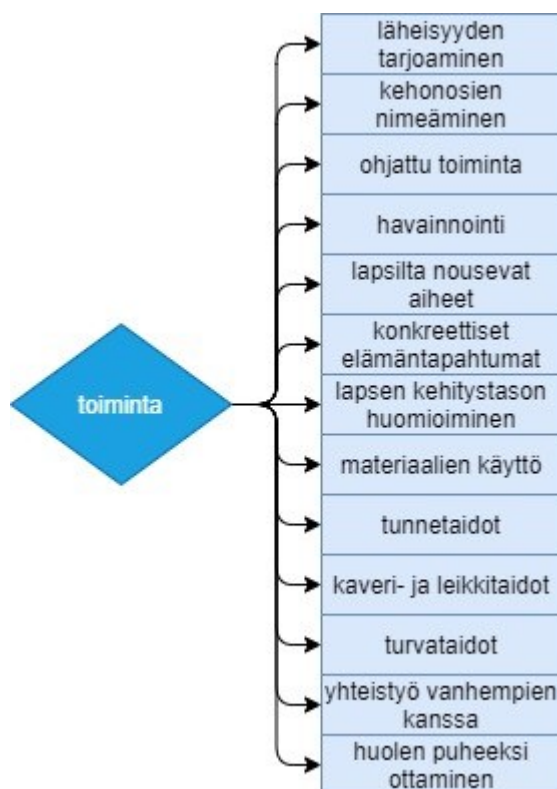 läheisyyden
tarjoaminen
kehonosien
nimeäminen
ohjattu toiminta
havainnointi
lapsilta nousevat
aiheet
konkreettiset
elämäntapahtumat
toiminta
lapsen kehitystason
huomioiminen
materiaalien käyttö
tunnetaidot
kaveri- ja leikkitaidot
turvataidot
yhteistyö vanhempien
kanssa
huolen puheeksi
ottaminen